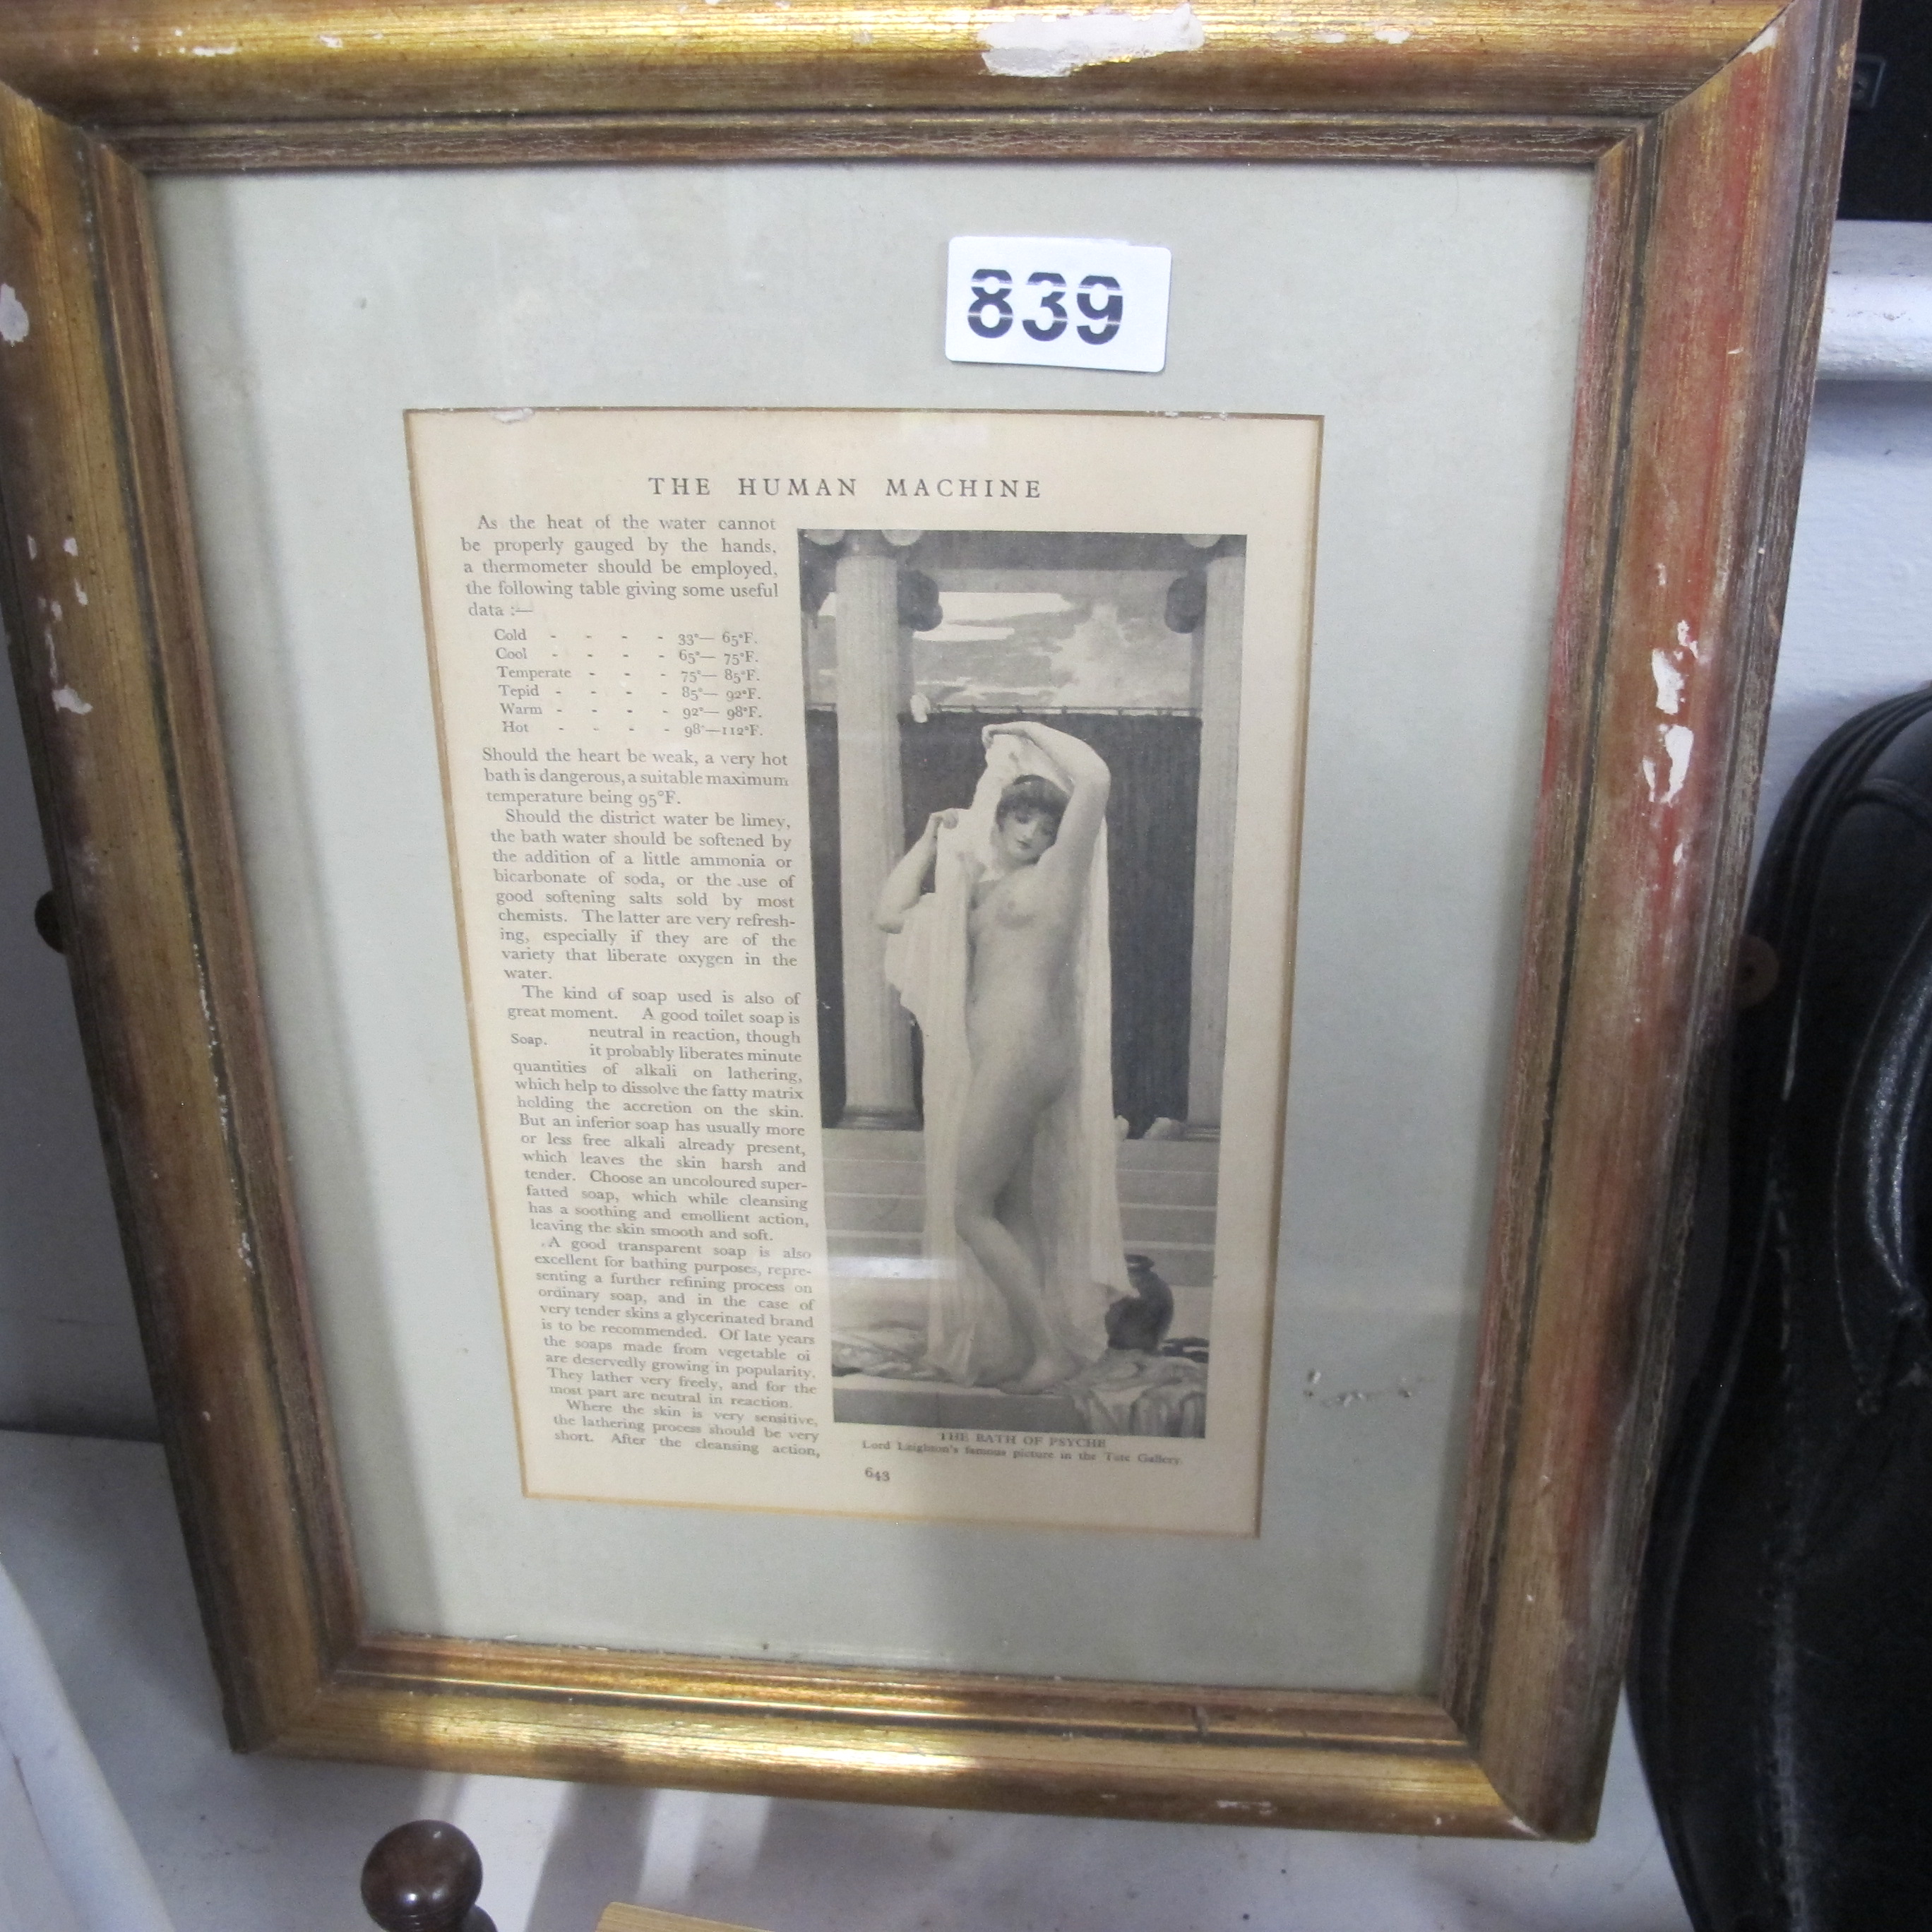 839
THE HUMAN MACHINE
As the heat of the water cannot
be properly gauged by the hands,
a thermometer should be employed,
the following table giving some useful
data :—
Cold - - - - 33°— 65°F.
Cool - - - - 65°— 75°F.
Temperate - - - 75°— 85°F.
Tepid - - - - 85°— 92°F.
Warm - - - - 92°— 98°F.
Hot - - - - 98°—112°F.
Should the heart be weak, a very hot
bath is dangerous, a suitable maximum
temperature being 95°F.
Should the district water be limey,
the bath water should be softened by
the addition of a little ammonia or
bicarbonate of soda, or the use of
good softening salts sold by most
chemists. The latter are very refresh-
ing, especially if they are of the
variety that liberate oxygen in the
water.
The kind of soap used is also of
great moment. A good toilet soap is
neutral in reaction, though
Soap.
it probably liberates minute
quantities of alkali on lathering,
which help to dissolve the fatty matrix
holding the accretion on the skin.
But an inferior soap has usually more
or less free alkali already present,
which leaves the skin harsh and
tender. Choose an uncoloured super-
fatted soap, which while cleansing
has a soothing and emollient action,
leaving the skin smooth and soft.
A good transparent soap is also
excellent for bathing purposes, repre-
senting a further refining process on
ordinary soap, and in the case of
very tender skins a glycerinated brand
is to be recommended. Of late years
the soaps made from vegetable oi
are deservedly growing in popularity.
They lather very freely, and for the
most part are neutral in reaction.
Where the skin is very sensitive,
the lathering process should be very
short. After the cleansing action,
THE BATH OF PSYCHE
Lord Leighton's famous picture in the Tate Gallery
643